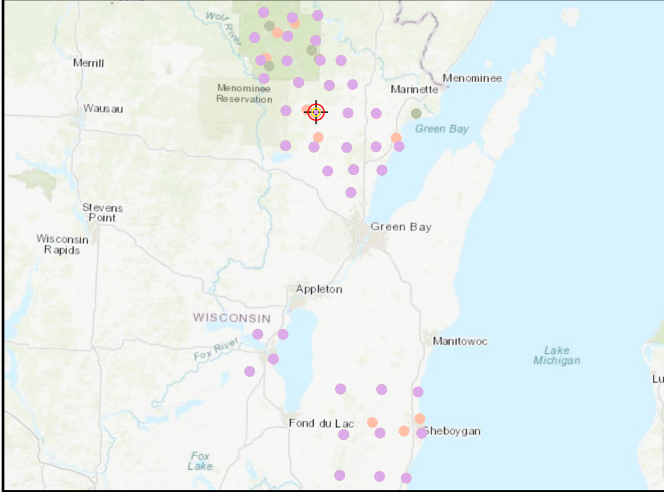 Wolf
River
Merrill
Menominee
Marinette
Menominee
Reservation
Wausau
Green Bay
Stevens
Point
Green Bay
Wisconsin
Rapids
Appleton
WISCONSIN
Manitowoc
Fox River
Lake
Michigan
Lu
Fond du Lac
Sheboygan
Fox
Lake